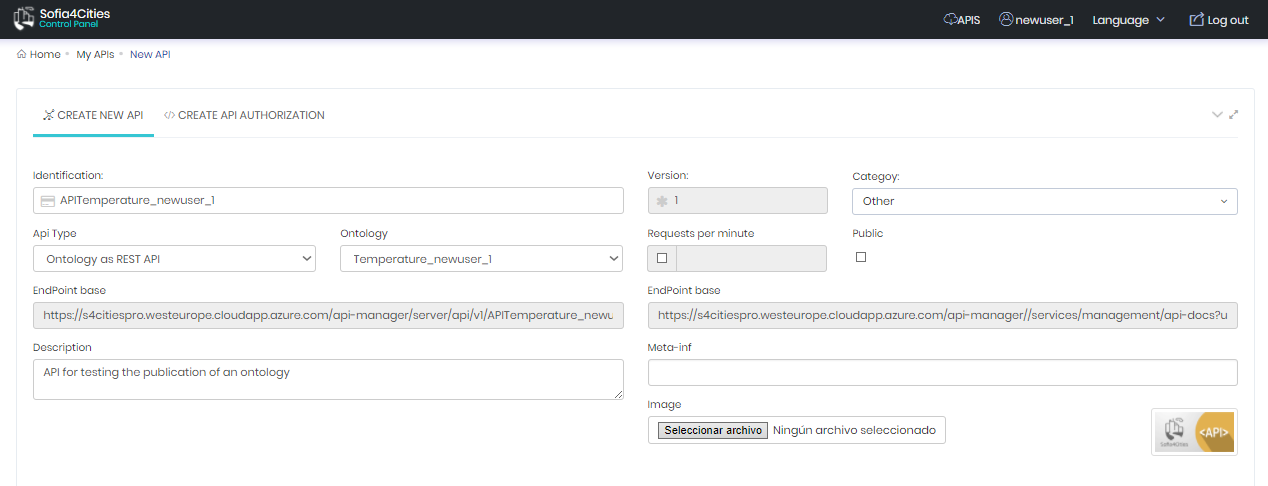 Sofia4Cities
Control Panel
APIS newuser_1 Language Log out
Home My APIs New API
CREATE NEW API </> CREATE API AUTHORIZATION
Identification: Version: Categoy:
APITemperature_newuser_1 1 Other
Api Type Ontology Requests per minute Public
Ontology as REST API Temperature_newuser_1
EndPoint base EndPoint base
https://s4citiespro.westeurope.cloudapp.azure.com/api-manager/server/api/v1/APITemperature_newu https://s4citiespro.westeurope.cloudapp.azure.com/api-manager//services/management/api-docs?u
Description Meta-inf
API for testing the publication of an ontology
Image
Seleccionar archivo Ningún archivo seleccionado
<API>
Sofia4Cities